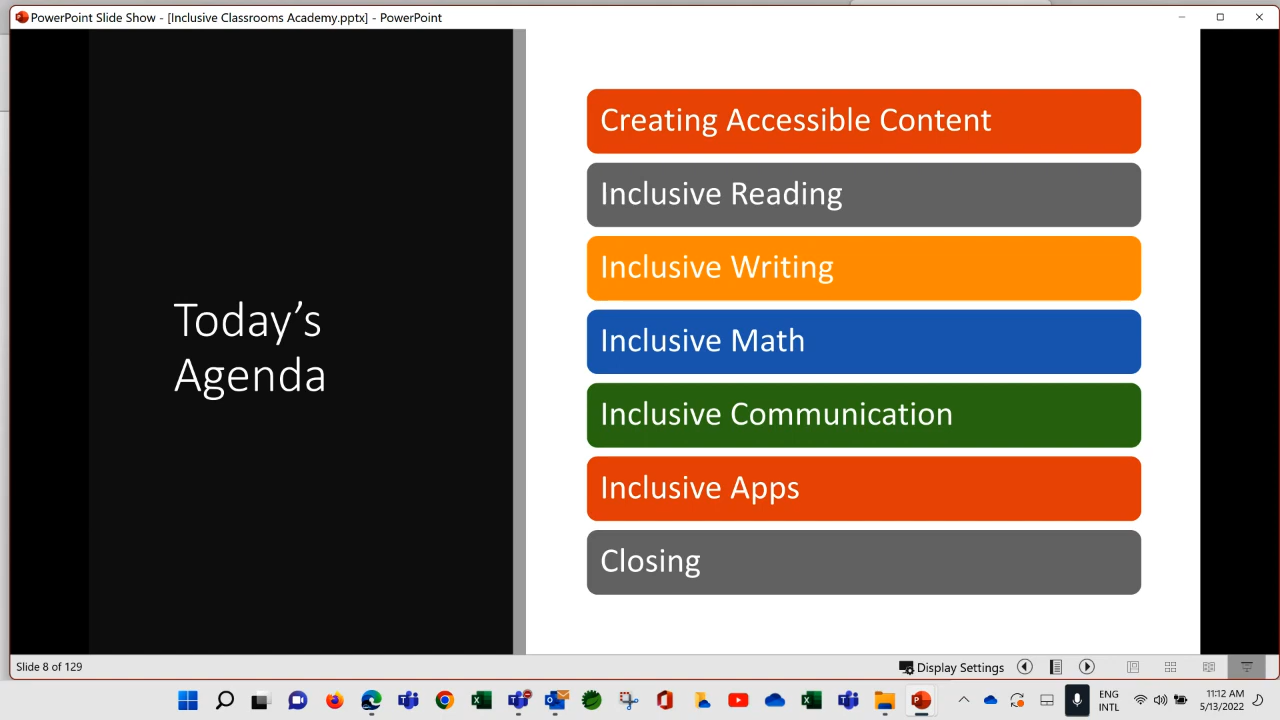 PowerPoint Slide Show - [Inclusive Classrooms Academy.pptx] - PowerPoint
Today’s
Agenda
Creating Accessible Content
Inclusive Reading
Inclusive Writing
Inclusive Math
Inclusive Communication
Inclusive Apps
Closing
Slide 8 of 129
Display Settings
ENG
INTL
11:12 AM
5/13/2022